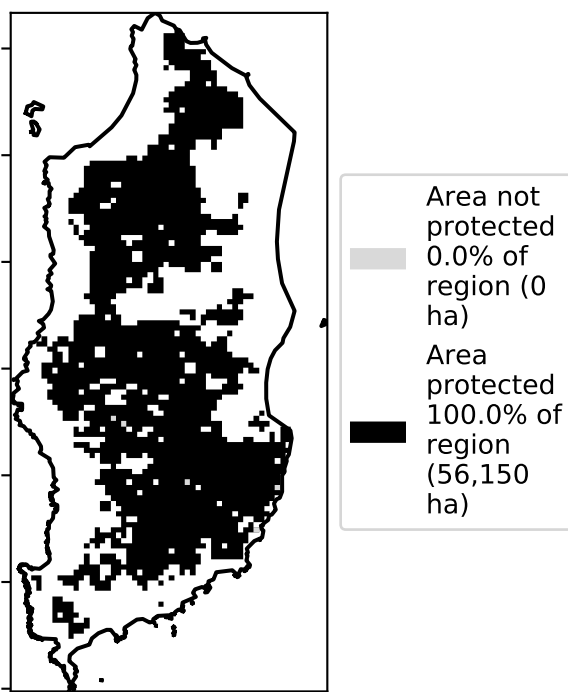 Area not
protected
0.0% of
region (0
ha)
Area
protected
100.0% of
region
(56,150
ha)